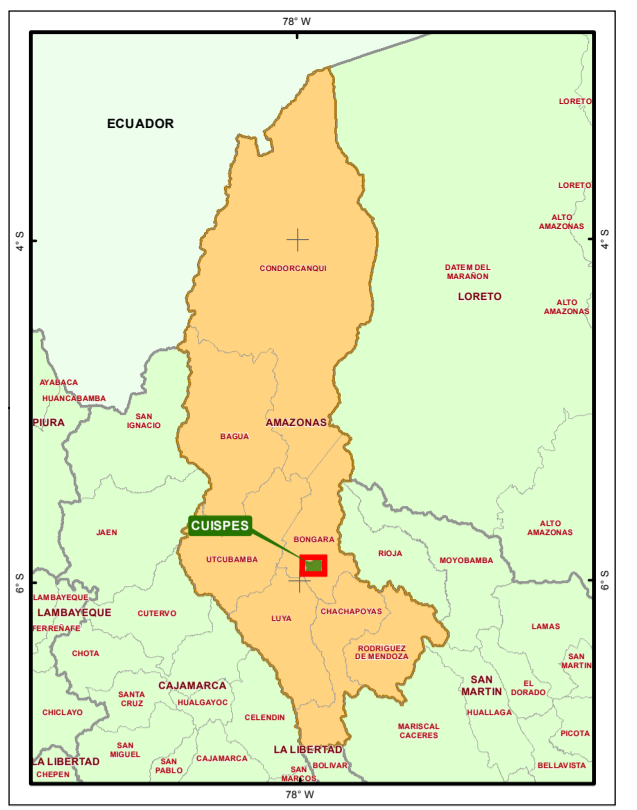 78° W
ECUADOR
LORETO
LORETO
ALTO
AMAZONAS
4° S
4° S
CONDORCANQUI
DATEM DEL
MARAÑON
LORETO
ALTO
AMAZONAS
AYABACA
HUANCABAMBA
PIURA
SAN
IGNACIO
AMAZONAS
BAGUA
CUISPES
JAEN
BONGARA
UTCUBAMBA
RIOJA
MOYOBAMBA
ALTO
AMAZONAS
6° S
6° S
LAMBAYEQUE
LAMBAYEQUE
FERREÑAFE
CUTERVO
LUYA
CHACHAPOYAS
LAMAS
CHOTA
RODRIGUEZ
DE MENDOZA
SAN
MARTIN
CAJAMARCA
SANTA
CRUZ
HUALGAYOC
SAN
MARTIN
EL
DORADO
CHICLAYO
CELENDIN
HUALLAGA
MARISCAL
CACERES
PICOTA
SAN
MIGUEL
LA LIBERTAD
LA LIBERTAD
CHEPEN
SAN
PABLO
CAJAMARCA
SAN
MARCOS
BOLIVAR
BELLAVISTA
78° W